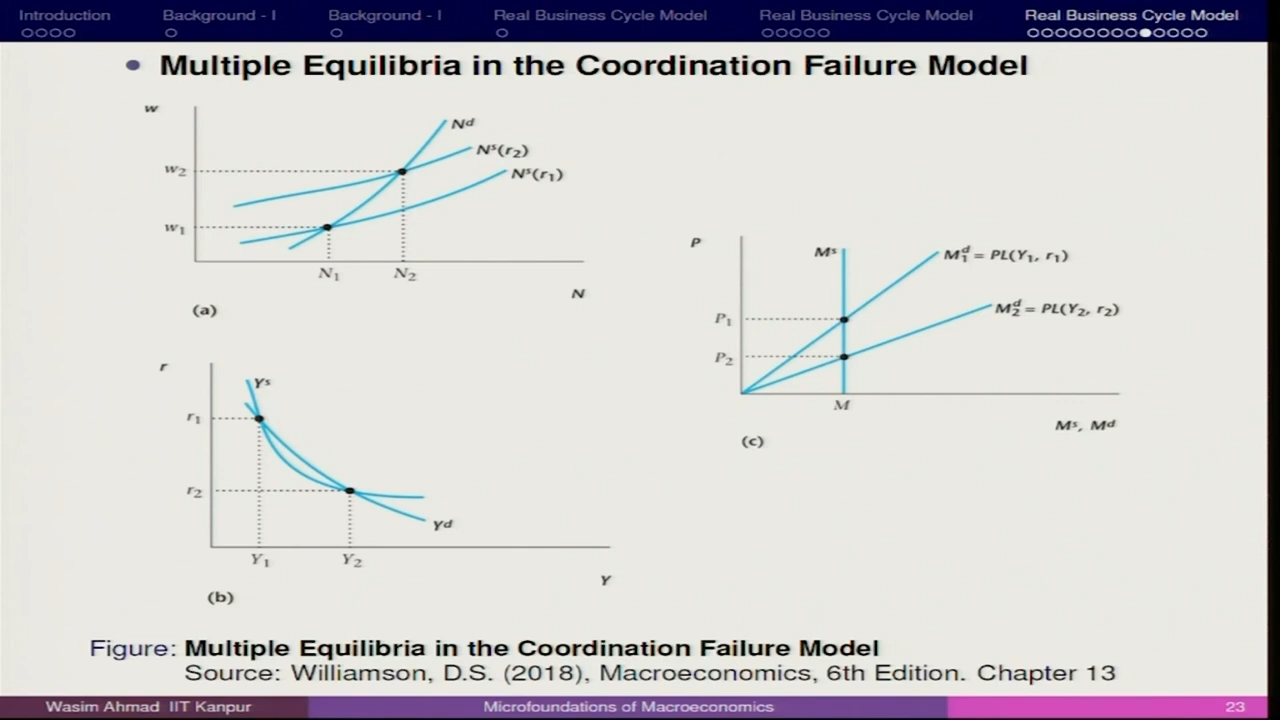 Introduction
Background - I
Background - I
Real Business Cycle Model
Real Business Cycle Model
Real Business Cycle Model
• Multiple Equilibria in the Coordination Failure Model
w
Nᵈ
Nˢ(r₂)
Nˢ(r₁)
w₂
w₁
N₁
N₂
N
(a)
r
Yˢ
r₁
r₂
Yᵈ
Y₁
Y₂
Y
(b)
P
Mˢ
M₁ᵈ = PL(Y₁, r₁)
M₂ᵈ = PL(Y₂, r₂)
P₁
P₂
M
Mˢ, Mᵈ
(c)
Figure: Multiple Equilibria in the Coordination Failure Model
Source: Williamson, D.S. (2018), Macroeconomics, 6th Edition. Chapter 13
Wasim Ahmad IIT Kanpur
Microfoundations of Macroeconomics
23